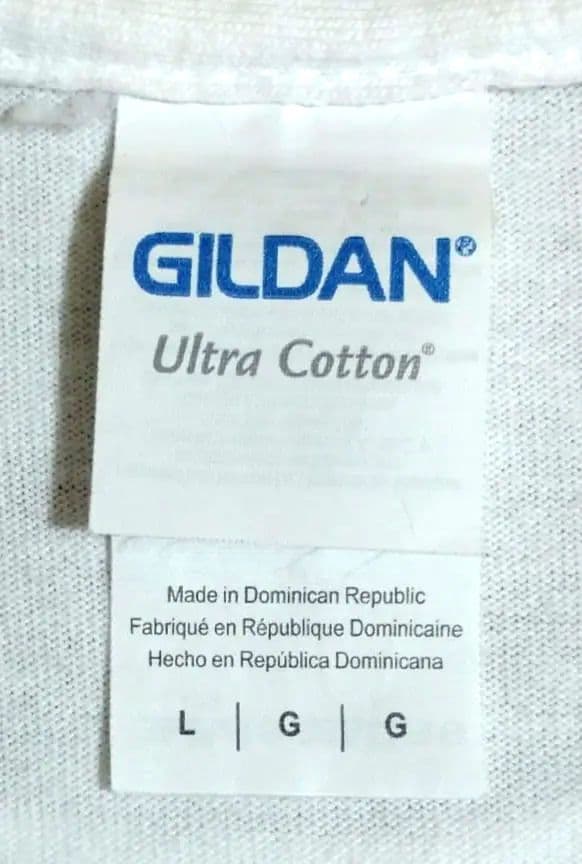 GILDAN®
Ultra Cotton®
Made in Dominican Republic
Fabriqué en République Dominicaine
Hecho en República Dominicana
L | G | G